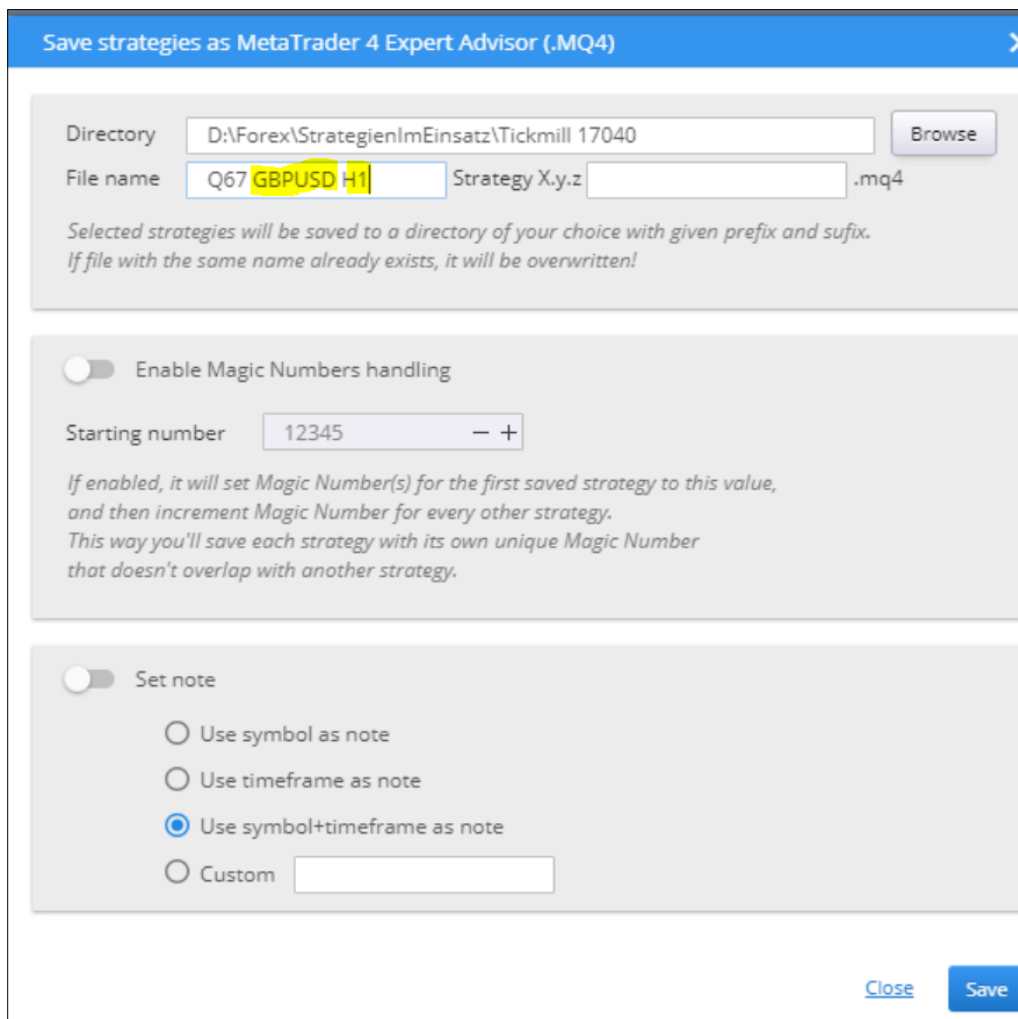 Save strategies as MetaTrader 4 Expert Advisor (.MQ4)
Directory D:\Forex\StrategienImEinsatz\Tickmill 17040 Browse
File name Q67 GBPUSD H1 Strategy X.y.z .mq4
Selected strategies will be saved to a directory of your choice with given prefix and sufix.
If file with the same name already exists, it will be overwritten!
Enable Magic Numbers handling
Starting number 12345 − +
If enabled, it will set Magic Number(s) for the first saved strategy to this value,
and then increment Magic Number for every other strategy.
This way you'll save each strategy with its own unique Magic Number
that doesn't overlap with another strategy.
Set note
Use symbol as note
Use timeframe as note
Use symbol+timeframe as note
Custom
Close Save